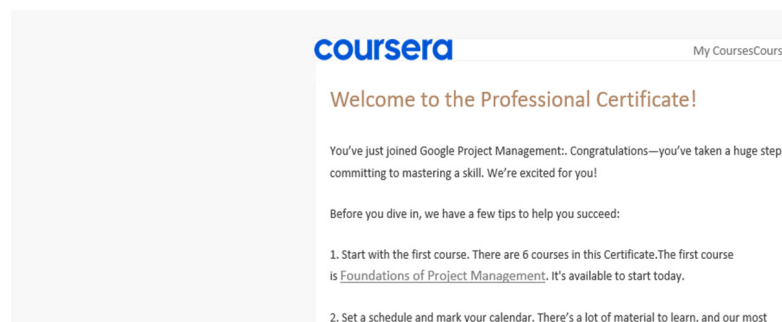 coursera
My CoursesCours
Welcome to the Professional Certificate!
You've just joined Google Project Management:. Congratulations—you've taken a huge step
committing to mastering a skill. We're excited for you!
Before you dive in, we have a few tips to help you succeed:
1. Start with the first course. There are 6 courses in this Certificate.The first course
is Foundations of Project Management. It's available to start today.
2. Set a schedule and mark your calendar. There's a lot of material to learn, and our most